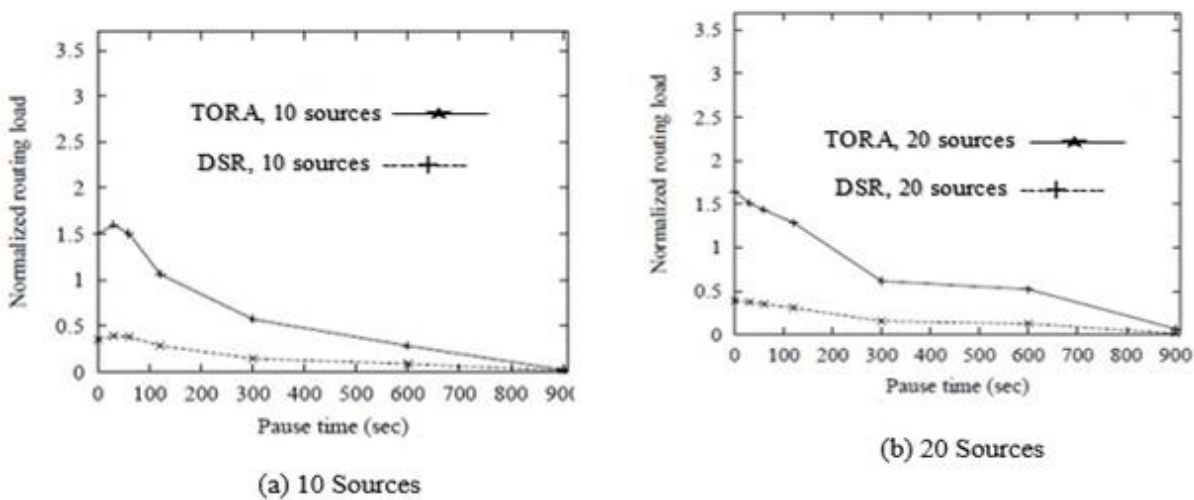 3.5
3
2.5
2
1.5
1
0.5
0
Normalized routing load
TORA, 10 sources
DSR, 10 sources
0 100 200 300 400 500 600 700 800 900
Pause time (sec)
(a) 10 Sources
3.5
3
2.5
2
1.5
1
0.5
0
Normalized routing load
TORA, 20 sources
DSR, 20 sources
0 100 200 300 400 500 600 700 800 900
Pause time (sec)
(b) 20 Sources